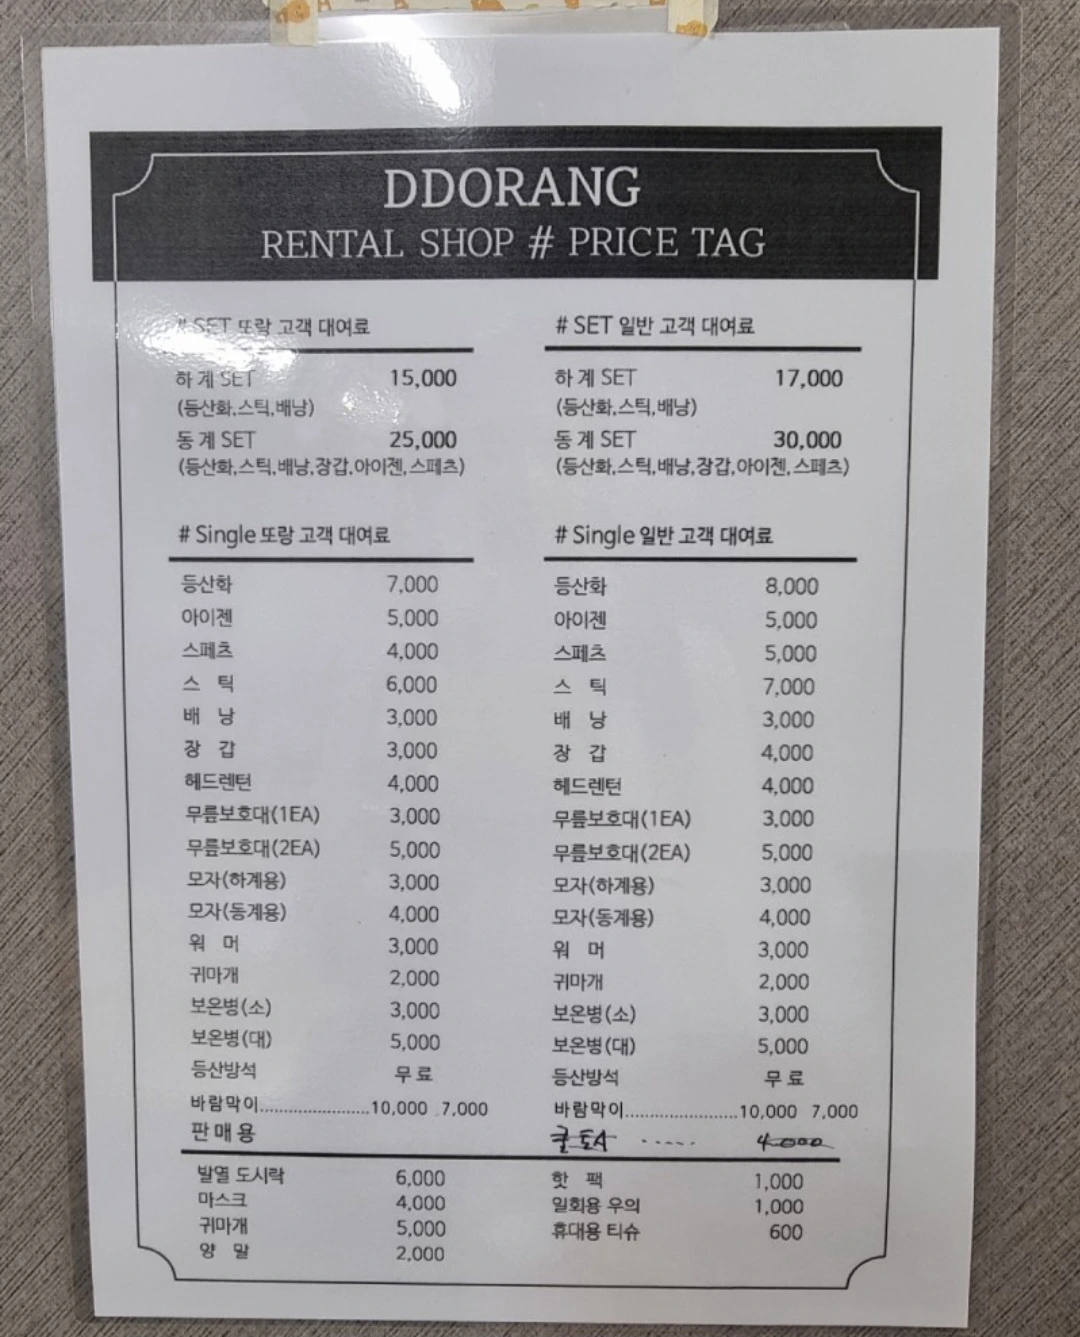 DDORANG
RENTAL SHOP # PRICE TAG
# SET 또랑 고객 대여료
하계 SET 15,000
(등산화,스틱,배낭)
동계 SET 25,000
(등산화,스틱,배낭,장갑,아이젠,스페츠)
# SET 일반 고객 대여료
하계 SET 17,000
(등산화,스틱,배낭)
동계 SET 30,000
(등산화,스틱,배낭,장갑,아이젠,스페츠)
# Single 또랑 고객 대여료
등산화 7,000
아이젠 5,000
스페츠 4,000
스 틱 6,000
배 낭 3,000
장 갑 3,000
헤드렌턴 4,000
무릎보호대(1EA) 3,000
무릎보호대(2EA) 5,000
모자(하계용) 3,000
모자(동계용) 4,000
워 머 3,000
귀마개 2,000
보온병(소) 3,000
보온병(대) 5,000
등산방석 무료
바람막이.......................10,000 7,000
# Single 일반 고객 대여료
등산화 8,000
아이젠 5,000
스페츠 5,000
스 틱 7,000
배 낭 3,000
장 갑 4,000
헤드렌턴 4,000
무릎보호대(1EA) 3,000
무릎보호대(2EA) 5,000
모자(하계용) 3,000
모자(동계용) 4,000
워 머 3,000
귀마개 2,000
보온병(소) 3,000
보온병(대) 5,000
등산방석 무료
바람막이.......................10,000 7,000
..... 4,000
판매용
발열 도시락 6,000
마스크 4,000
귀마개 5,000
양 말 2,000
핫 팩 1,000
일회용 우의 1,000
휴대용 티슈 600